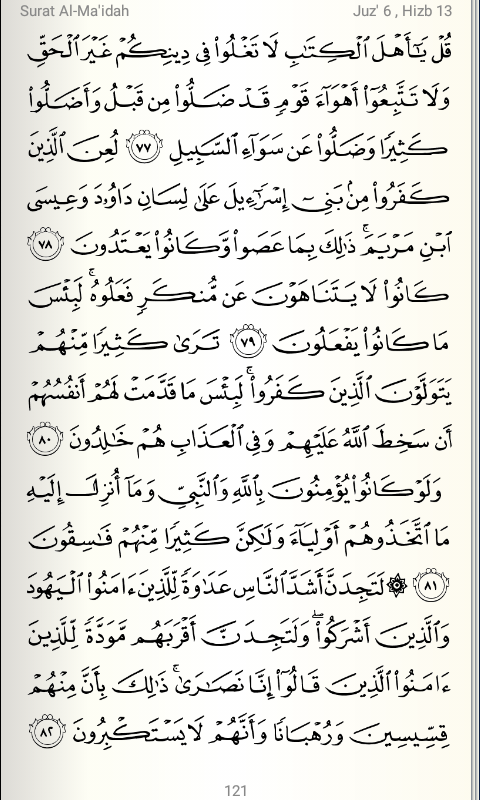 Surat Al-Ma'idah Juz' 6 , Hizb 13
قُلْ يَـٰٓأَهْلَ ٱلْكِتَـٰبِ لَا تَغْلُوا۟ فِى دِينِكُمْ غَيْرَ ٱلْحَقِّ
وَلَا تَتَّبِعُوٓا۟ أَهْوَآءَ قَوْمٍ قَدْ ضَلُّوا۟ مِن قَبْلُ وَأَضَلُّوا۟
كَثِيرًا وَضَلُّوا۟ عَن سَوَآءِ ٱلسَّبِيلِ ٧٧ لُعِنَ ٱلَّذِينَ
كَفَرُوا۟ مِنۢ بَنِىٓ إِسْرَٰٓءِيلَ عَلَىٰ لِسَانِ دَاوُۥدَ وَعِيسَى
ٱبْنِ مَرْيَمَ ۚ ذَٰلِكَ بِمَا عَصَوا۟ وَّكَانُوا۟ يَعْتَدُونَ ٧٨
كَانُوا۟ لَا يَتَنَاهَوْنَ عَن مُّنكَرٍ فَعَلُوهُ ۚ لَبِئْسَ
مَا كَانُوا۟ يَفْعَلُونَ ٧٩ تَرَىٰ كَثِيرًا مِّنْهُمْ
يَتَوَلَّوْنَ ٱلَّذِينَ كَفَرُوا۟ ۚ لَبِئْسَ مَا قَدَّمَتْ لَهُمْ أَنفُسُهُمْ
أَن سَخِطَ ٱللَّهُ عَلَيْهِمْ وَفِى ٱلْعَذَابِ هُمْ خَـٰلِدُونَ ٨٠
وَلَوْ كَانُوا۟ يُؤْمِنُونَ بِٱللَّهِ وَٱلنَّبِىِّ وَمَآ أُنزِلَ إِلَيْهِ
مَا ٱتَّخَذُوهُمْ أَوْلِيَآءَ وَلَـٰكِنَّ كَثِيرًا مِّنْهُمْ فَـٰسِقُونَ
٨١ ۞ لَتَجِدَنَّ أَشَدَّ ٱلنَّاسِ عَدَٰوَةً لِّلَّذِينَ ءَامَنُوا۟ ٱلْيَهُودَ
وَٱلَّذِينَ أَشْرَكُوا۟ ۖ وَلَتَجِدَنَّ أَقْرَبَهُم مَّوَدَّةً لِّلَّذِينَ
ءَامَنُوا۟ ٱلَّذِينَ قَالُوٓا۟ إِنَّا نَصَـٰرَىٰ ۚ ذَٰلِكَ بِأَنَّ مِنْهُمْ
قِسِّيسِينَ وَرُهْبَانًا وَأَنَّهُمْ لَا يَسْتَكْبِرُونَ ٨٢
121